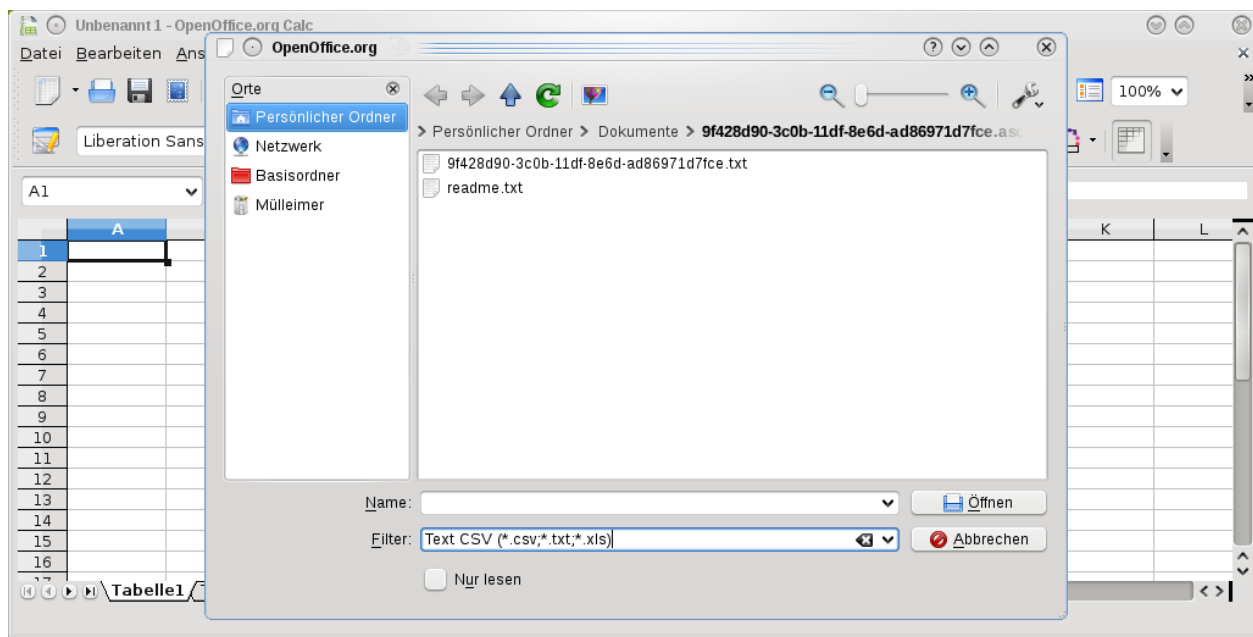 Unbenannt 1 - OpenOffice.org Calc
Datei Bearbeiten Ans
OpenOffice.org
Orte
Persönlicher Ordner
Netzwerk
Basisordner
Mülleimer
> Persönlicher Ordner > Dokumente > 9f428d90-3c0b-11df-8e6d-ad86971d7fce.asc
9f428d90-3c0b-11df-8e6d-ad86971d7fce.txt
readme.txt
100%
Liberation Sans
A1
A
K L
1
2
3
4
5
6
7
8
9
10
11
12
13
14
15
16
17
Name:
Öffnen
Filter: Text CSV (*.csv;*.txt;*.xls)
Abbrechen
Nur lesen
Tabelle1